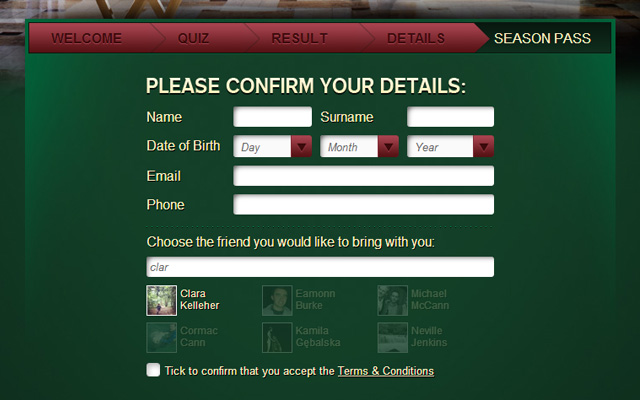 WELCOME QUIZ RESULT DETAILS SEASON PASS
PLEASE CONFIRM YOUR DETAILS:
Name Surname
Date of Birth Day Month Year
Email
Phone
Choose the friend you would like to bring with you:
clar
Clara Kelleher
Eamonn Burke
Michael McCann
Cormac Cann
Kamila Gębalska
Neville Jenkins
Tick to confirm that you accept the Terms & Conditions